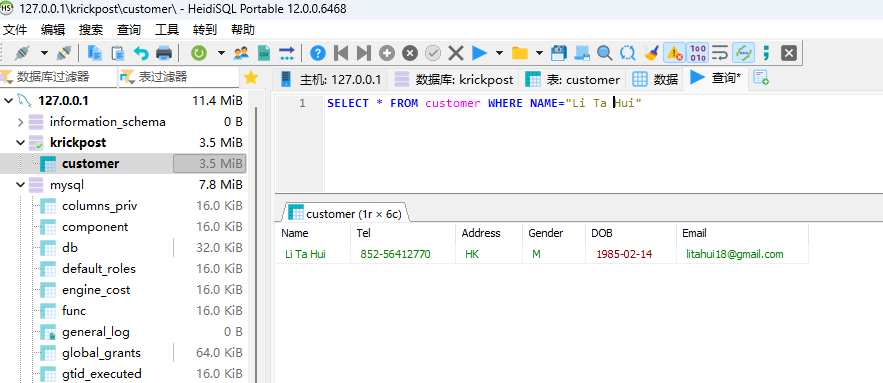 127.0.0.1\krickpost\customer\ - HeidiSQL Portable 12.0.0.6468
文件 编辑 搜索 查询 工具 转到 帮助
数据库过滤器 表过滤器
主机: 127.0.0.1 数据库: krickpost 表: customer 数据 查询*
127.0.0.1 11.4 MiB
information_schema 0 B
krickpost 3.5 MiB
customer 3.5 MiB
mysql 7.8 MiB
columns_priv 16.0 KiB
component 16.0 KiB
db 32.0 KiB
default_roles 16.0 KiB
engine_cost 16.0 KiB
func 16.0 KiB
general_log 0 B
global_grants 64.0 KiB
gtid_executed 16.0 KiB
1 SELECT * FROM customer WHERE NAME="Li Ta Hui"
customer (1r × 6c)
Name Tel Address Gender DOB Email
Li Ta Hui 852-56412770 HK M 1985-02-14 litahui18@gmail.com